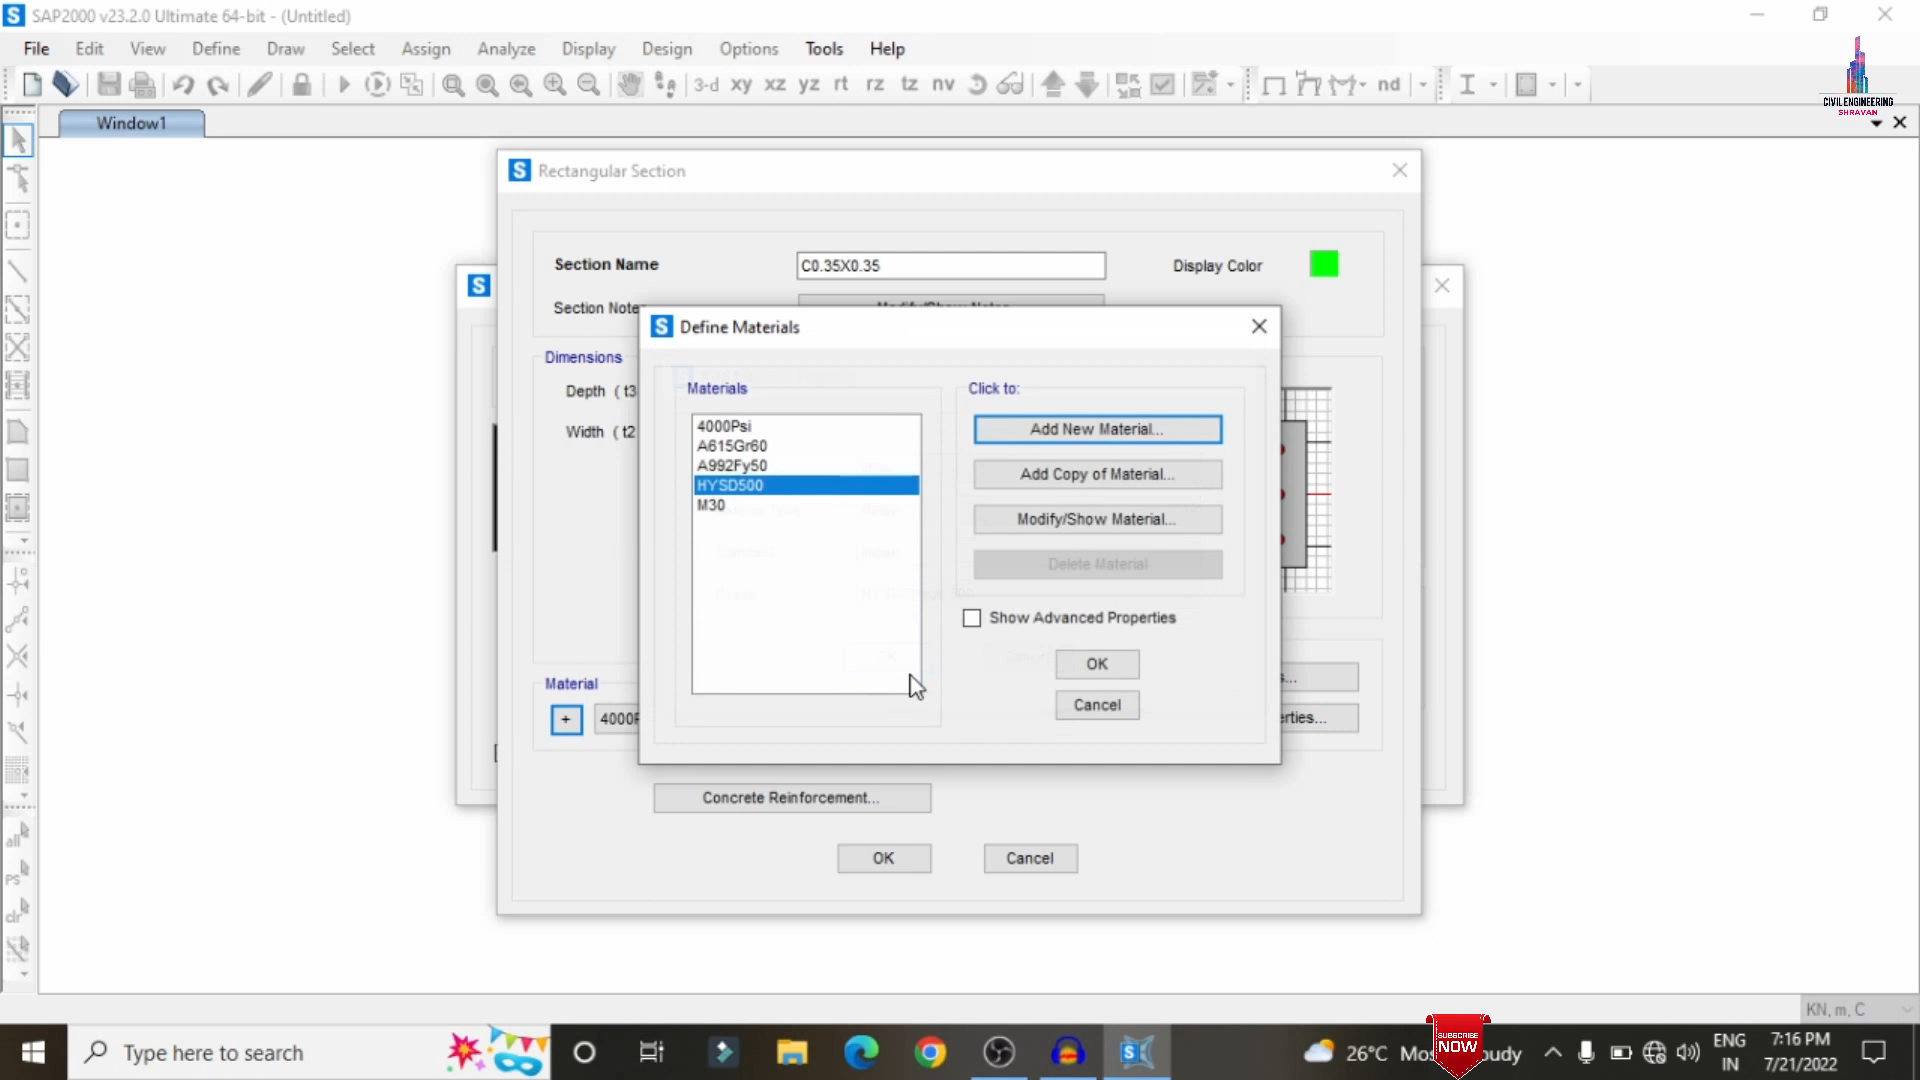 SAP2000 v23.2.0 Ultimate 64-bit - (Untitled)
File Edit View Define Draw Select Assign Analyze Display Design Options Tools Help
3-d xy xz yz rt rz tz nv nd
CIVIL ENGINEERING
SHRAVAN
Window1
Rectangular Section
Section Name C0.35X0.35 Display Color
Section Note
Define Materials
Dimensions
Depth ( t3
Width ( t2
Materials
4000Psi
A615Gr60
A992Fy50
HYSD500
M30
Click to:
Add New Material...
Add Copy of Material...
Modify/Show Material...
Delete Material
Show Advanced Properties
OK
Cancel
Material
+
Concrete Reinforcement...
OK Cancel
all
PS
clr
KN, m, C
Type here to search
26°C
SUBSCRIBE
NOW
ENG
IN
7:16 PM
7/21/2022